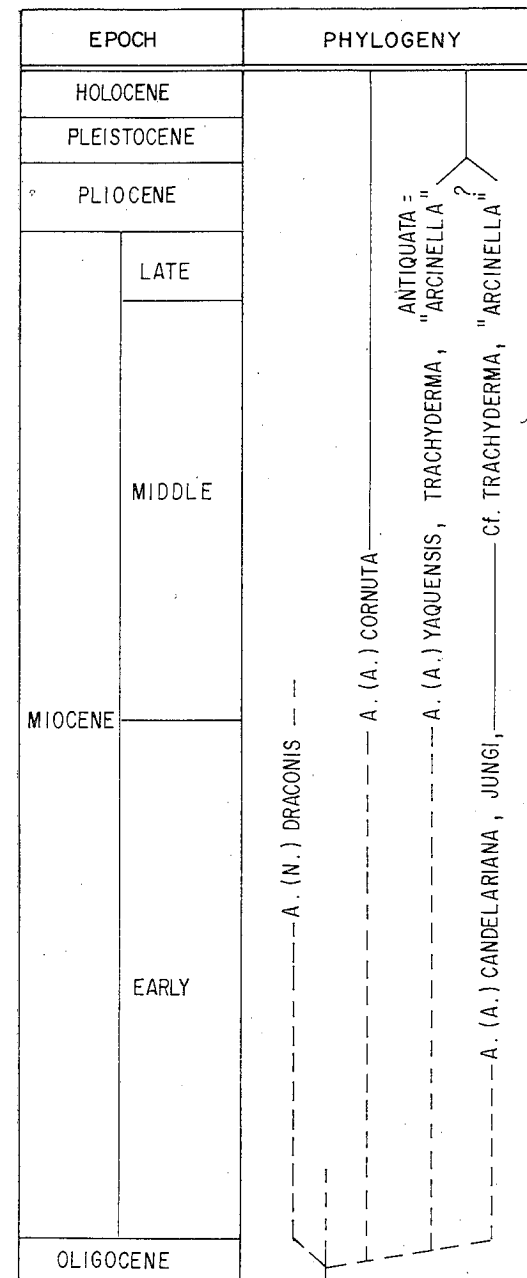 EPOCH
PHYLOGENY
HOLOCENE
PLEISTOCENE
PLIOCENE
?
LATE
MIDDLE
MIOCENE
EARLY
OLIGOCENE
A. (N.) DRACONIS
A. (A.) CORNUTA
A. (A.) YAQUENSIS, TRACHYDERMA, "ARCINELLA"
ANTIQUATA =
?
A. (A.) CANDELARIANA, JUNGI, Cf. TRACHYDERMA, "ARCINELLA"